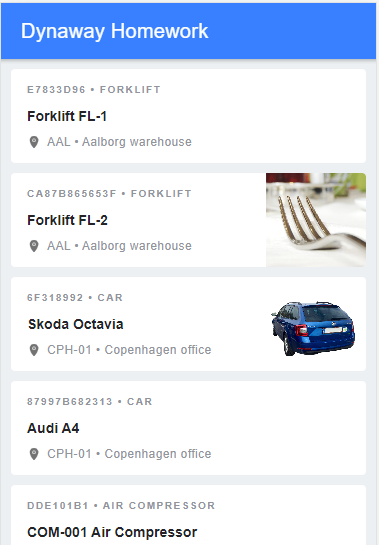 Dynaway Homework
E7833D96 • FORKLIFT
Forklift FL-1
AAL • Aalborg warehouse
CA87B865653F • FORKLIFT
Forklift FL-2
AAL • Aalborg warehouse
6F318992 • CAR
Skoda Octavia
CPH-01 • Copenhagen office
87997B682313 • CAR
Audi A4
CPH-01 • Copenhagen office
DDE101B1 • AIR COMPRESSOR
COM-001 Air Compressor